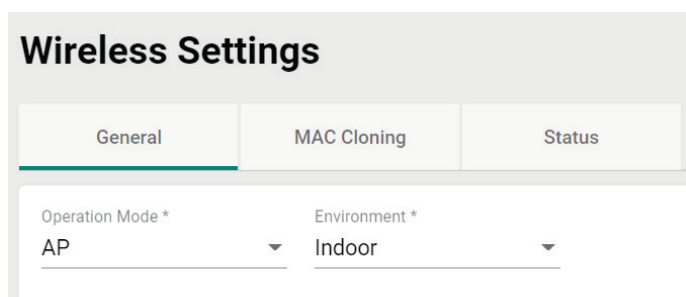 Wireless Settings
General MAC Cloning Status
Operation Mode * Environment *
AP Indoor